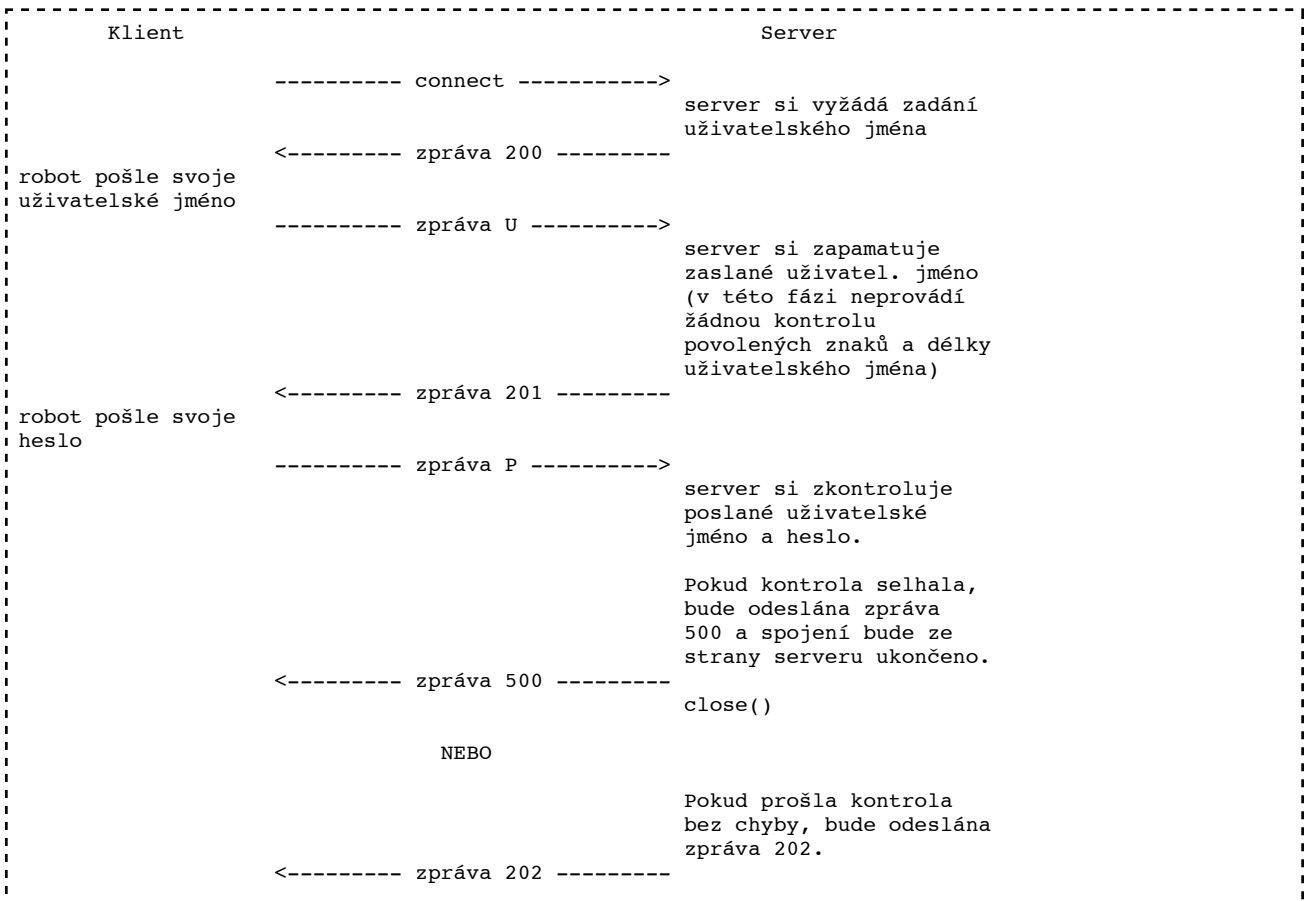 Klient Server
---------- connect ----------->
server si vyžádá zadání
uživatelského jména
<--------- zpráva 200 ---------
robot pošle svoje
uživatelské jméno
---------- zpráva U ---------->
server si zapamatuje
zaslané uživatel. jméno
(v této fázi neprovádí
žádnou kontrolu
povolených znaků a délky
uživatelského jména)
<--------- zpráva 201 ---------
robot pošle svoje
heslo
---------- zpráva P ---------->
server si zkontroluje
poslané uživatelské
jméno a heslo.
Pokud kontrola selhala,
bude odeslána zpráva
500 a spojení bude ze
strany serveru ukončeno.
<--------- zpráva 500 ---------
close()
NEBO
Pokud prošla kontrola
bez chyby, bude odeslána
zpráva 202.
<--------- zpráva 202 ---------